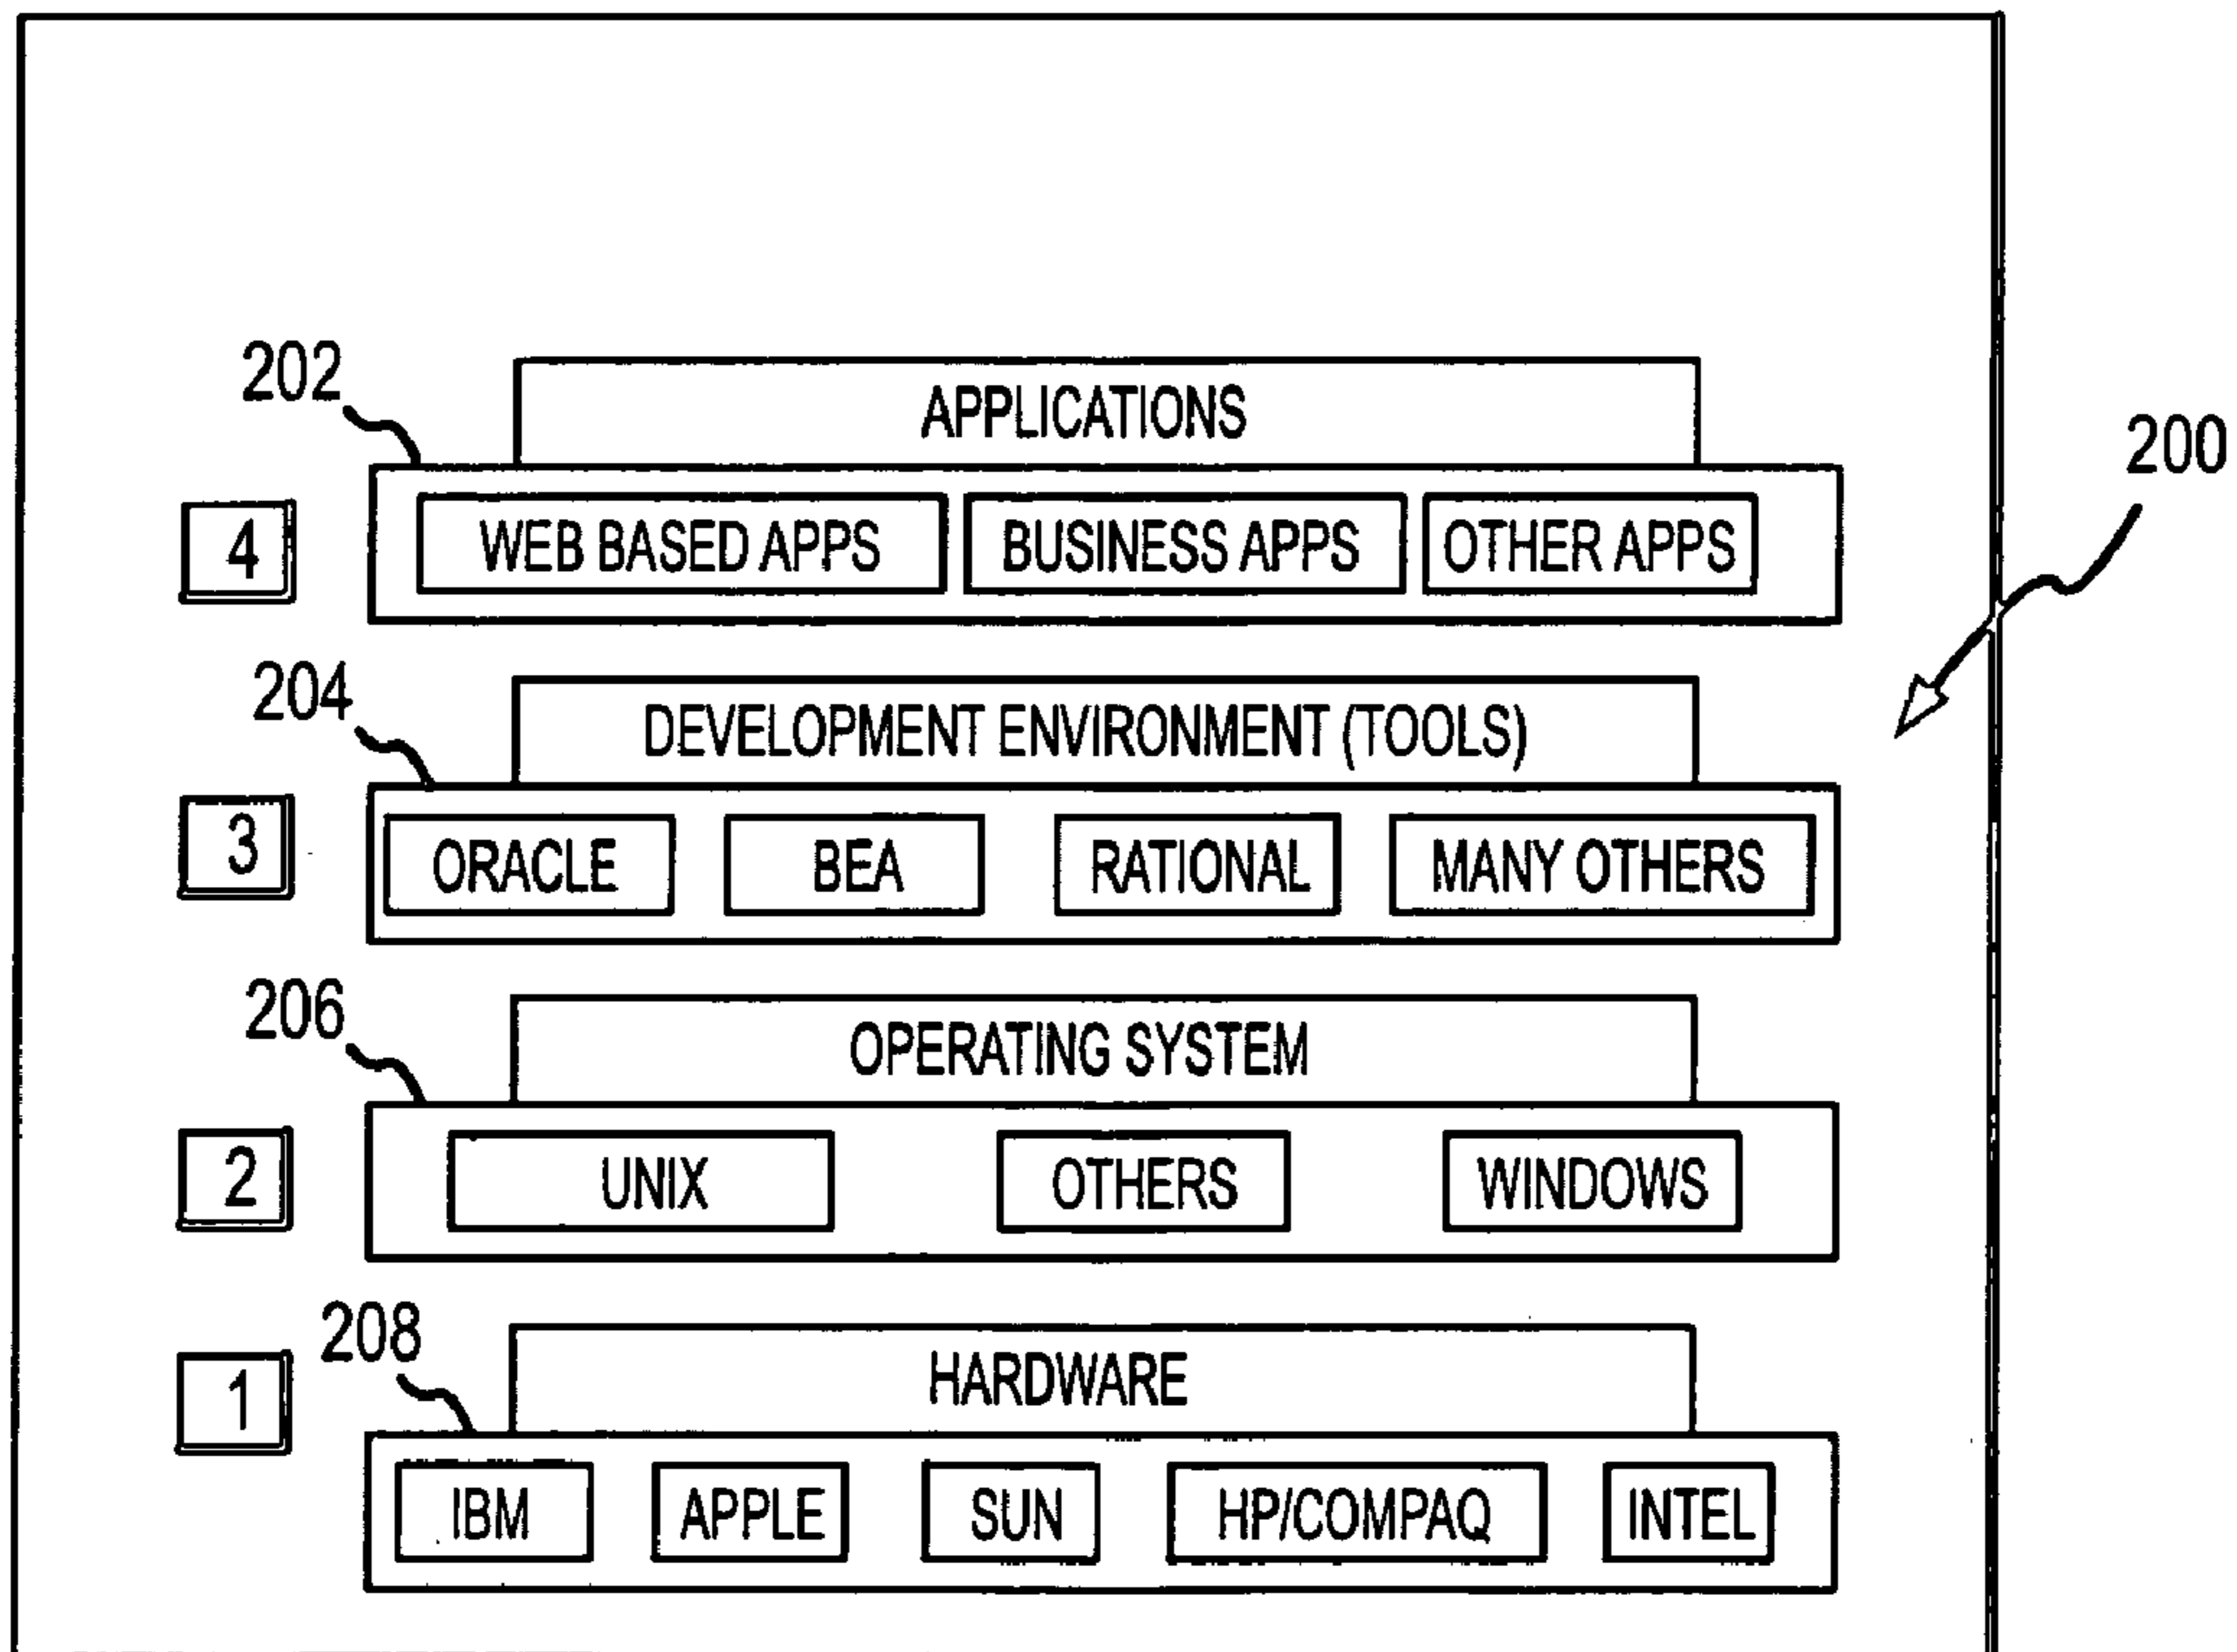 202
APPLICATIONS
200
4
WEB BASED APPS BUSINESS APPS OTHER APPS
204
DEVELOPMENT ENVIRONMENT (TOOLS)
3
ORACLE BEA RATIONAL MANY OTHERS
206
OPERATING SYSTEM
2
UNIX OTHERS WINDOWS
208
HARDWARE
1
IBM APPLE SUN HP/COMPAQ INTEL